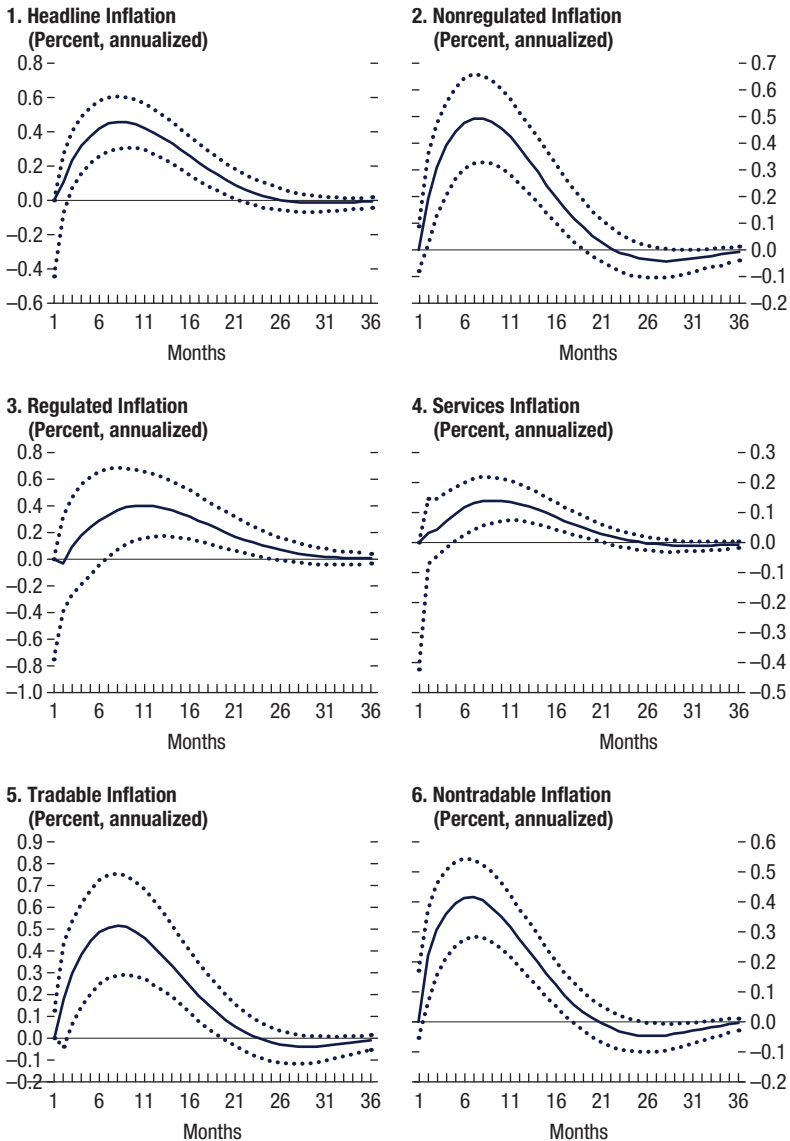 1. Headline Inflation
(Percent, annualized)
0.8
0.6
0.4
0.2
0.0
–0.2
–0.4
–0.6
1 6 11 16 21 26 31 36
Months
2. Nonregulated Inflation
(Percent, annualized)
0.7
0.6
0.5
0.4
0.3
0.2
0.1
0.0
–0.1
–0.2
1 6 11 16 21 26 31 36
Months
3. Regulated Inflation
(Percent, annualized)
0.8
0.6
0.4
0.2
0.0
–0.2
–0.4
–0.6
–0.8
–1.0
1 6 11 16 21 26 31 36
Months
4. Services Inflation
(Percent, annualized)
0.3
0.2
0.1
0.0
–0.1
–0.2
–0.3
–0.4
–0.5
1 6 11 16 21 26 31 36
Months
5. Tradable Inflation
(Percent, annualized)
0.9
0.8
0.7
0.6
0.5
0.4
0.3
0.2
0.1
0.0
–0.1
–0.2
1 6 11 16 21 26 31 36
Months
6. Nontradable Inflation
(Percent, annualized)
0.6
0.5
0.4
0.3
0.2
0.1
0.0
–0.1
–0.2
1 6 11 16 21 26 31 36
Months